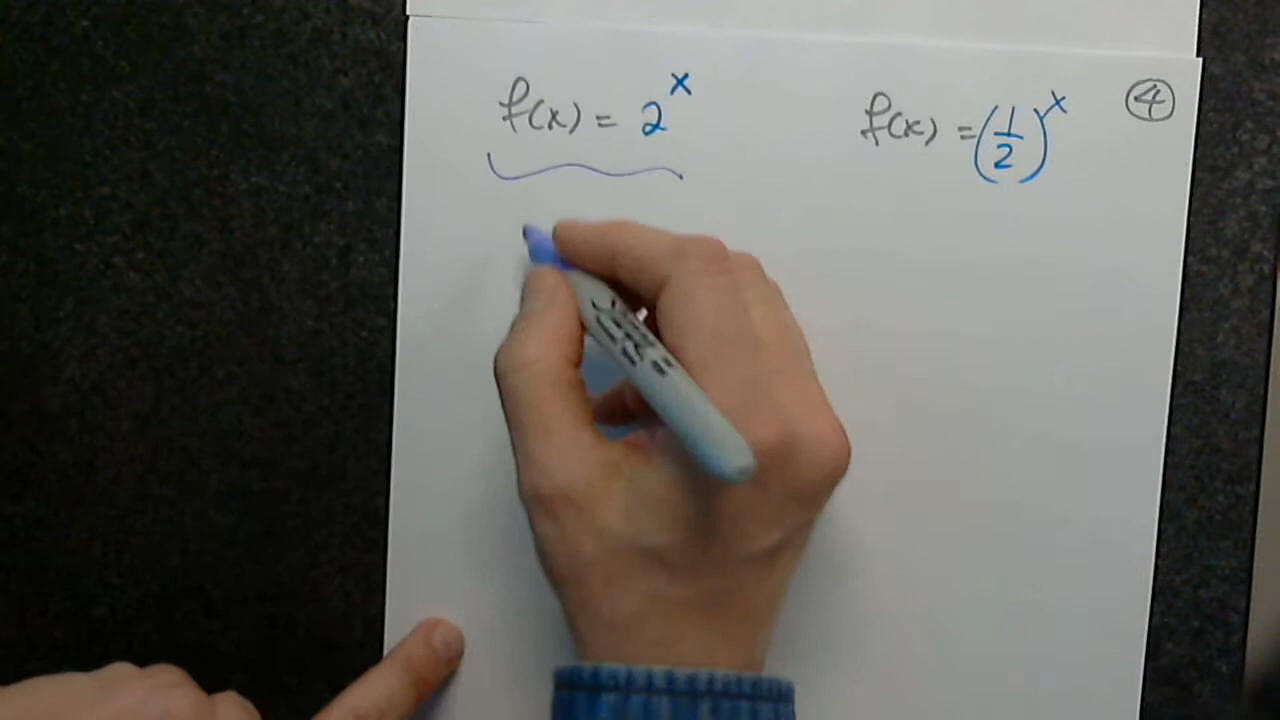 f(x) = 2^x
f(x) = (1/2)^x
④